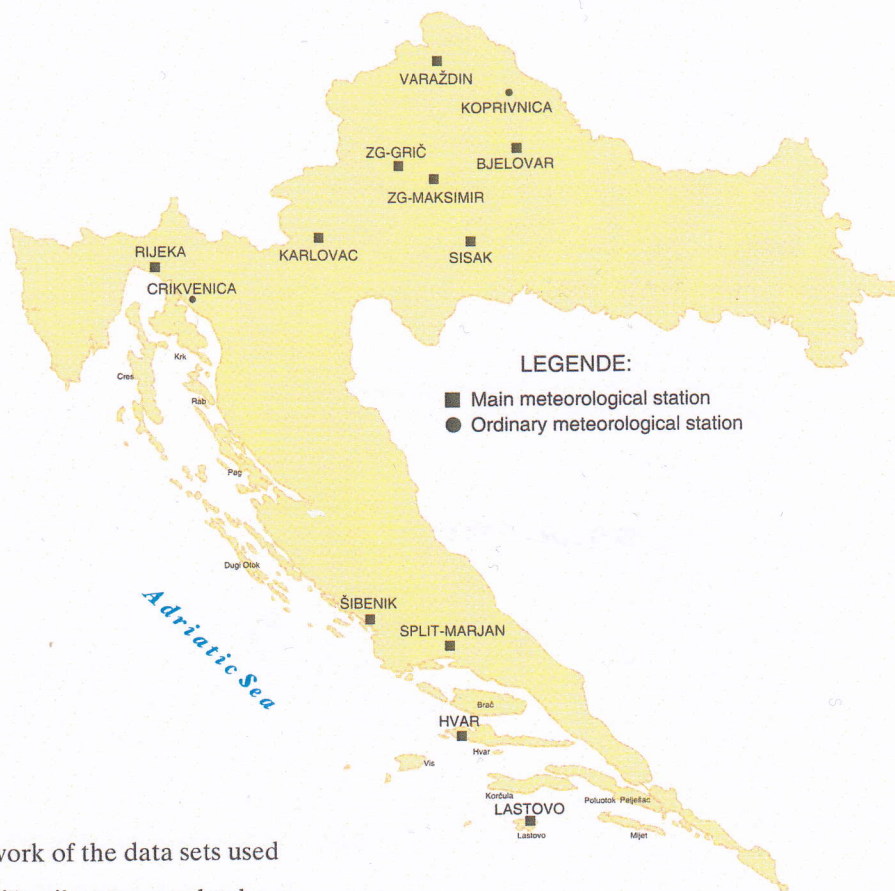 VARAŽDIN
KOPRIVNICA
ZG-GRIČ
BJELOVAR
ZG-MAKSIMIR
RIJEKA
KARLOVAC
SISAK
CRIKVENICA
Krk
LEGENDE:
Cres
Main meteorological station
Rab
Ordinary meteorological station
Pag
Dugi Otok
Adriatic Sea
ŠIBENIK
SPLIT-MARJAN
Brač
HVAR
Hvar
Vis
Korčula
Poluotok Pelješac
LASTOVO
Lastovo
Mljet
work of the data sets used